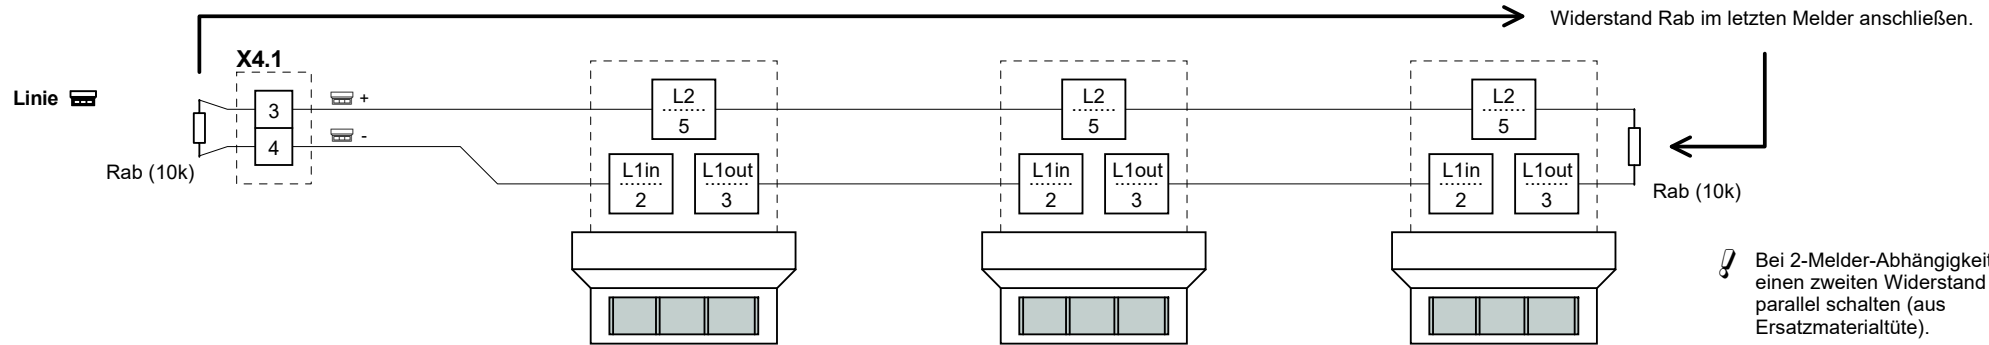 Widerstand Rab im letzten Melder anschließen.
X4.1
Linie
3
+
4
-
Rab (10k)
L2
5
L1in
2
L1out
3
L2
5
L1in
2
L1out
3
L2
5
L1in
2
L1out
3
Rab (10k)
Bei 2-Melder-Abhängigkeit
einen zweiten Widerstand
parallel schalten (aus
Ersatzmaterialtüte).